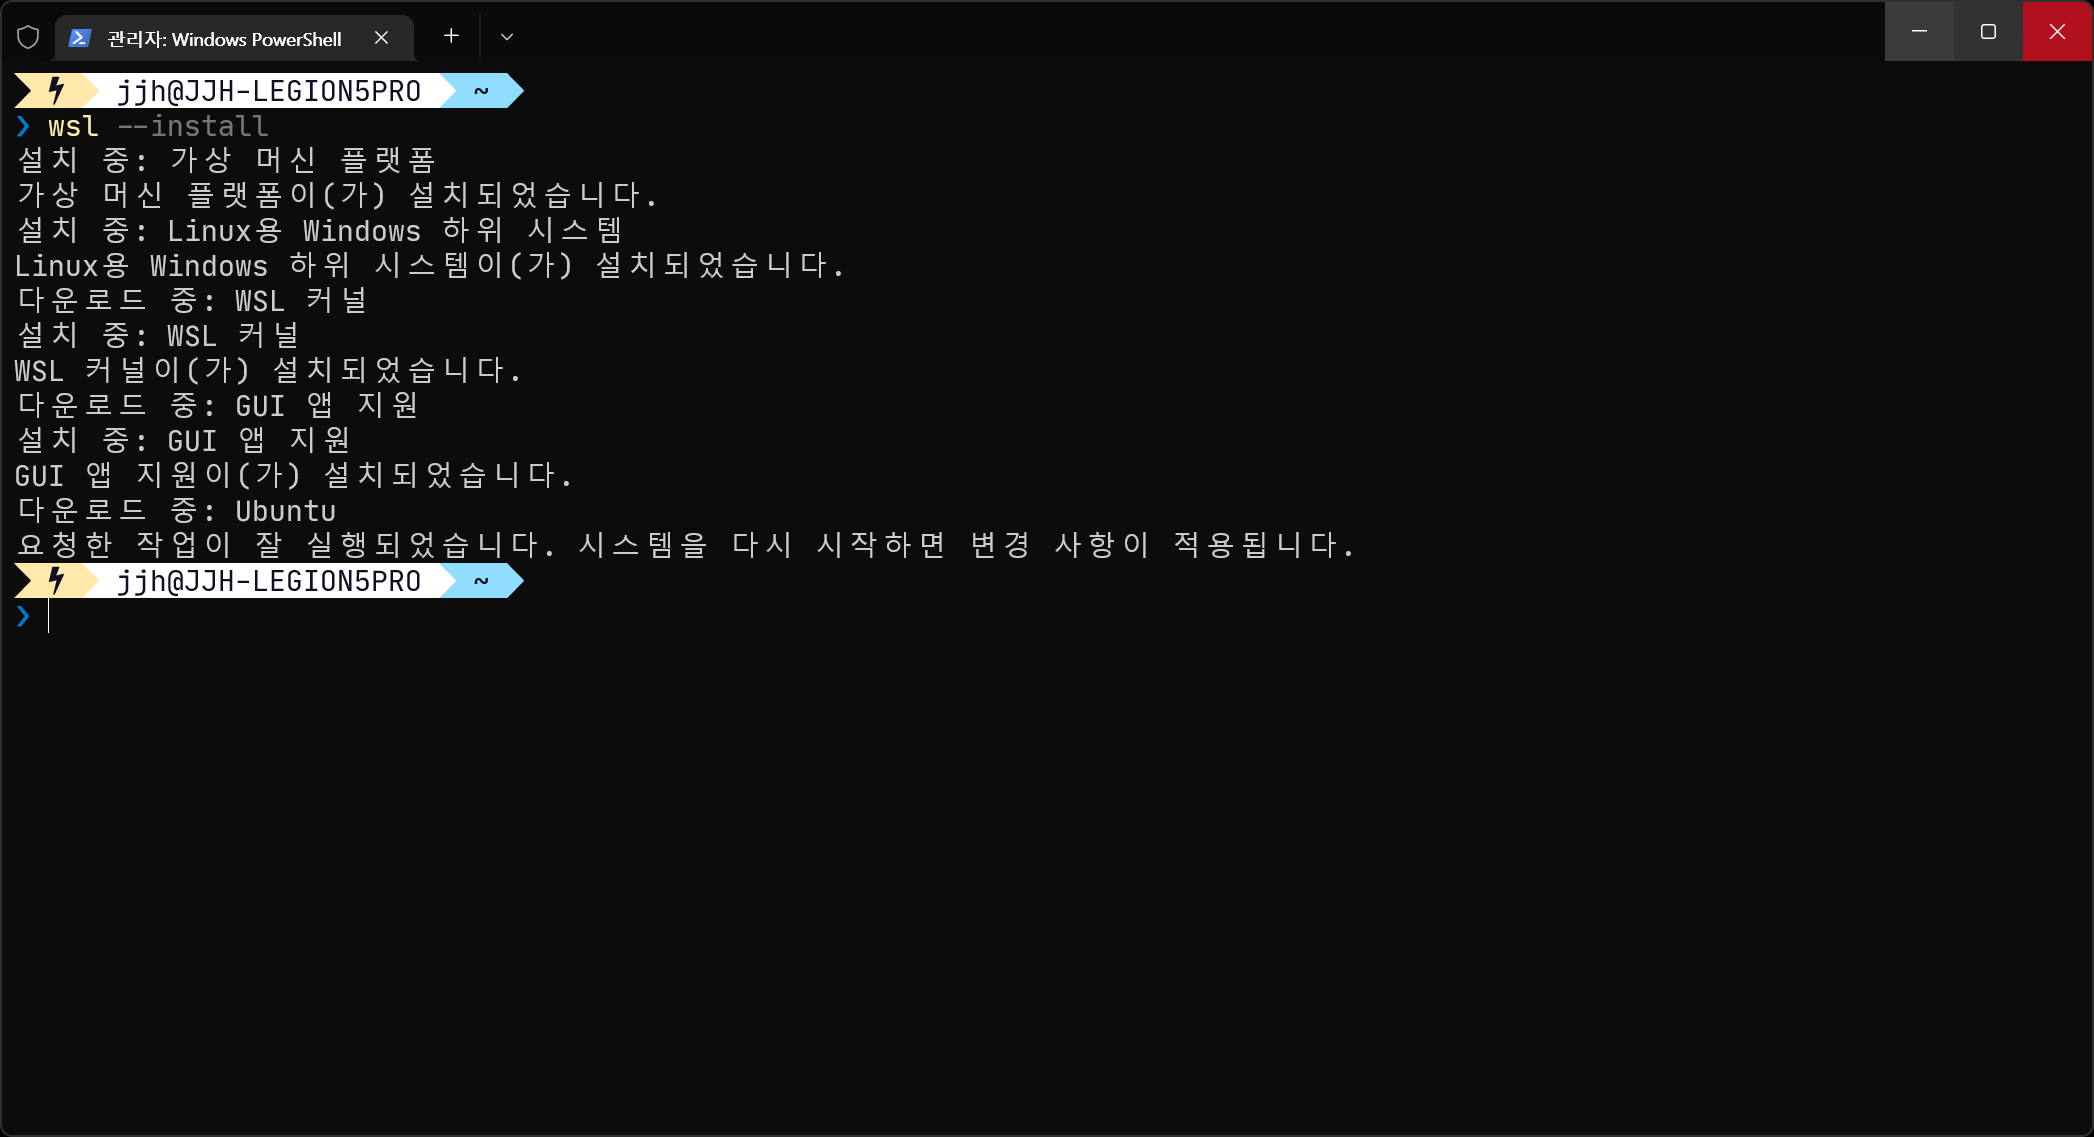 관리자: Windows PowerShell
jjh@JJH-LEGION5PRO ~
❯ wsl --install
설치 중: 가상 머신 플랫폼
가상 머신 플랫폼이(가) 설치되었습니다.
설치 중: Linux용 Windows 하위 시스템
Linux용 Windows 하위 시스템이(가) 설치되었습니다.
다운로드 중: WSL 커널
설치 중: WSL 커널
WSL 커널이(가) 설치되었습니다.
다운로드 중: GUI 앱 지원
설치 중: GUI 앱 지원
GUI 앱 지원이(가) 설치되었습니다.
다운로드 중: Ubuntu
요청한 작업이 잘 실행되었습니다. 시스템을 다시 시작하면 변경 사항이 적용됩니다.
jjh@JJH-LEGION5PRO ~
❯